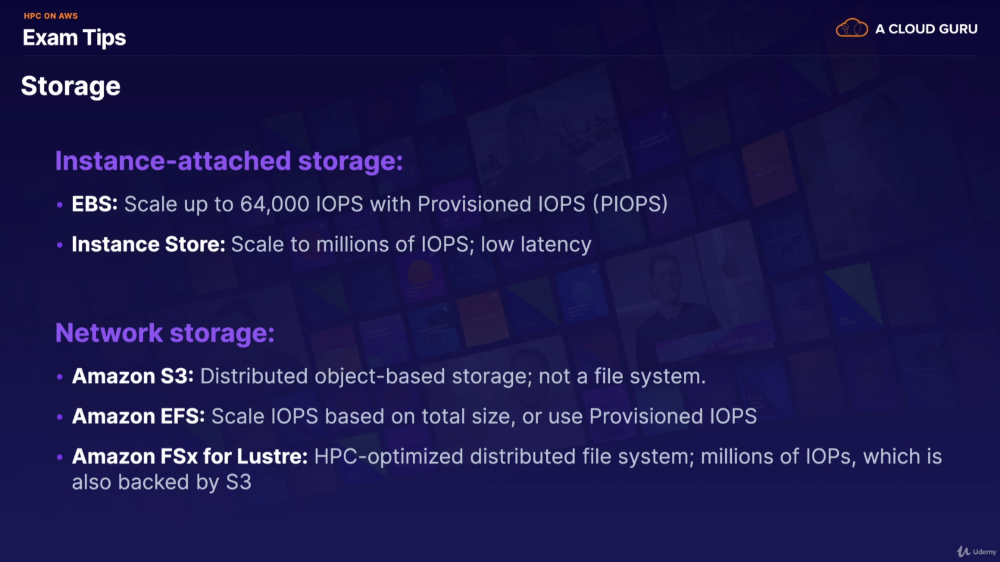 HPC ON AWS
Exam Tips
A CLOUD GURU
Storage
Instance-attached storage:
• EBS: Scale up to 64,000 IOPS with Provisioned IOPS (PIOPS)
• Instance Store: Scale to millions of IOPS; low latency
Network storage:
• Amazon S3: Distributed object-based storage; not a file system.
• Amazon EFS: Scale IOPS based on total size, or use Provisioned IOPS
• Amazon FSx for Lustre: HPC-optimized distributed file system; millions of IOPs, which is
also backed by S3
Udemy